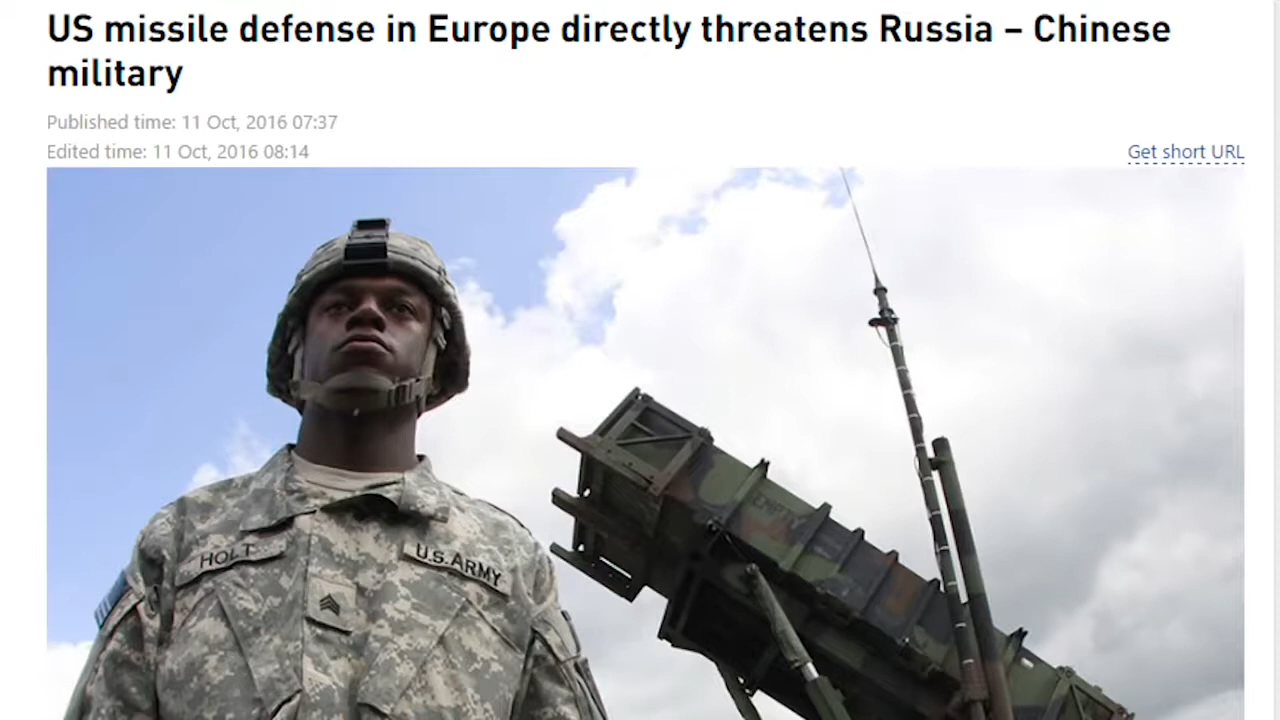 US missile defense in Europe directly threatens Russia – Chinese
military
Published time: 11 Oct, 2016 07:37
Edited time: 11 Oct, 2016 08:14
Get short URL
EMPTY
HOLT
U.S. ARMY